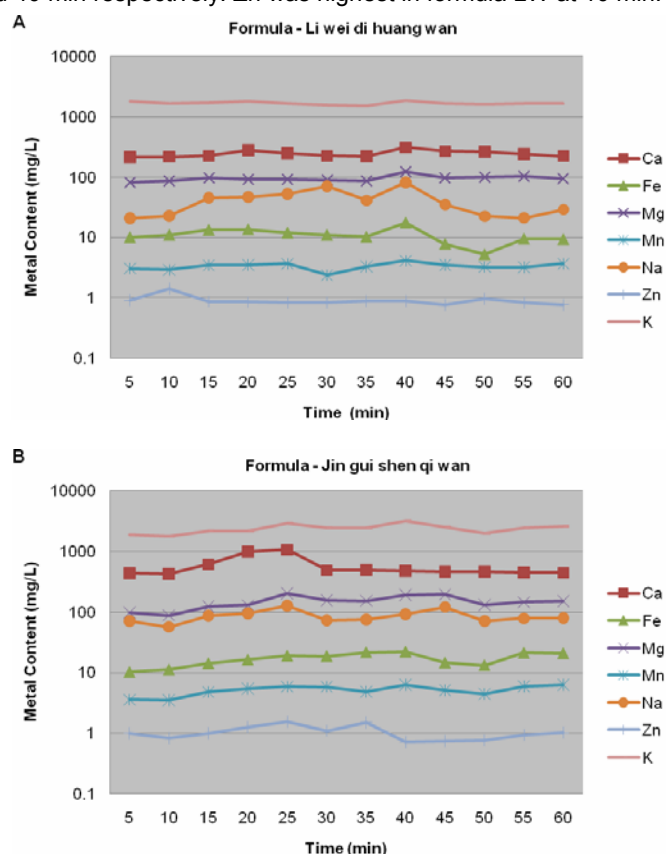 min respectively. Zn was highest in formula at 10 min.
A
Formula - Li wei di huang wan
10000
1000
100
10
1
0.1
Metal Content (mg/L)
5 10 15 20 25 30 35 40 45 50 55 60
Time (min)
Ca
Fe
Mg
Mn
Na
Zn
K
B
Formula - Jin gui shen qi wan
10000
1000
100
10
1
0.1
Metal Content (mg/L)
5 10 15 20 25 30 35 40 45 50 55 60
Time (min)
Ca
Fe
Mg
Mn
Na
Zn
K